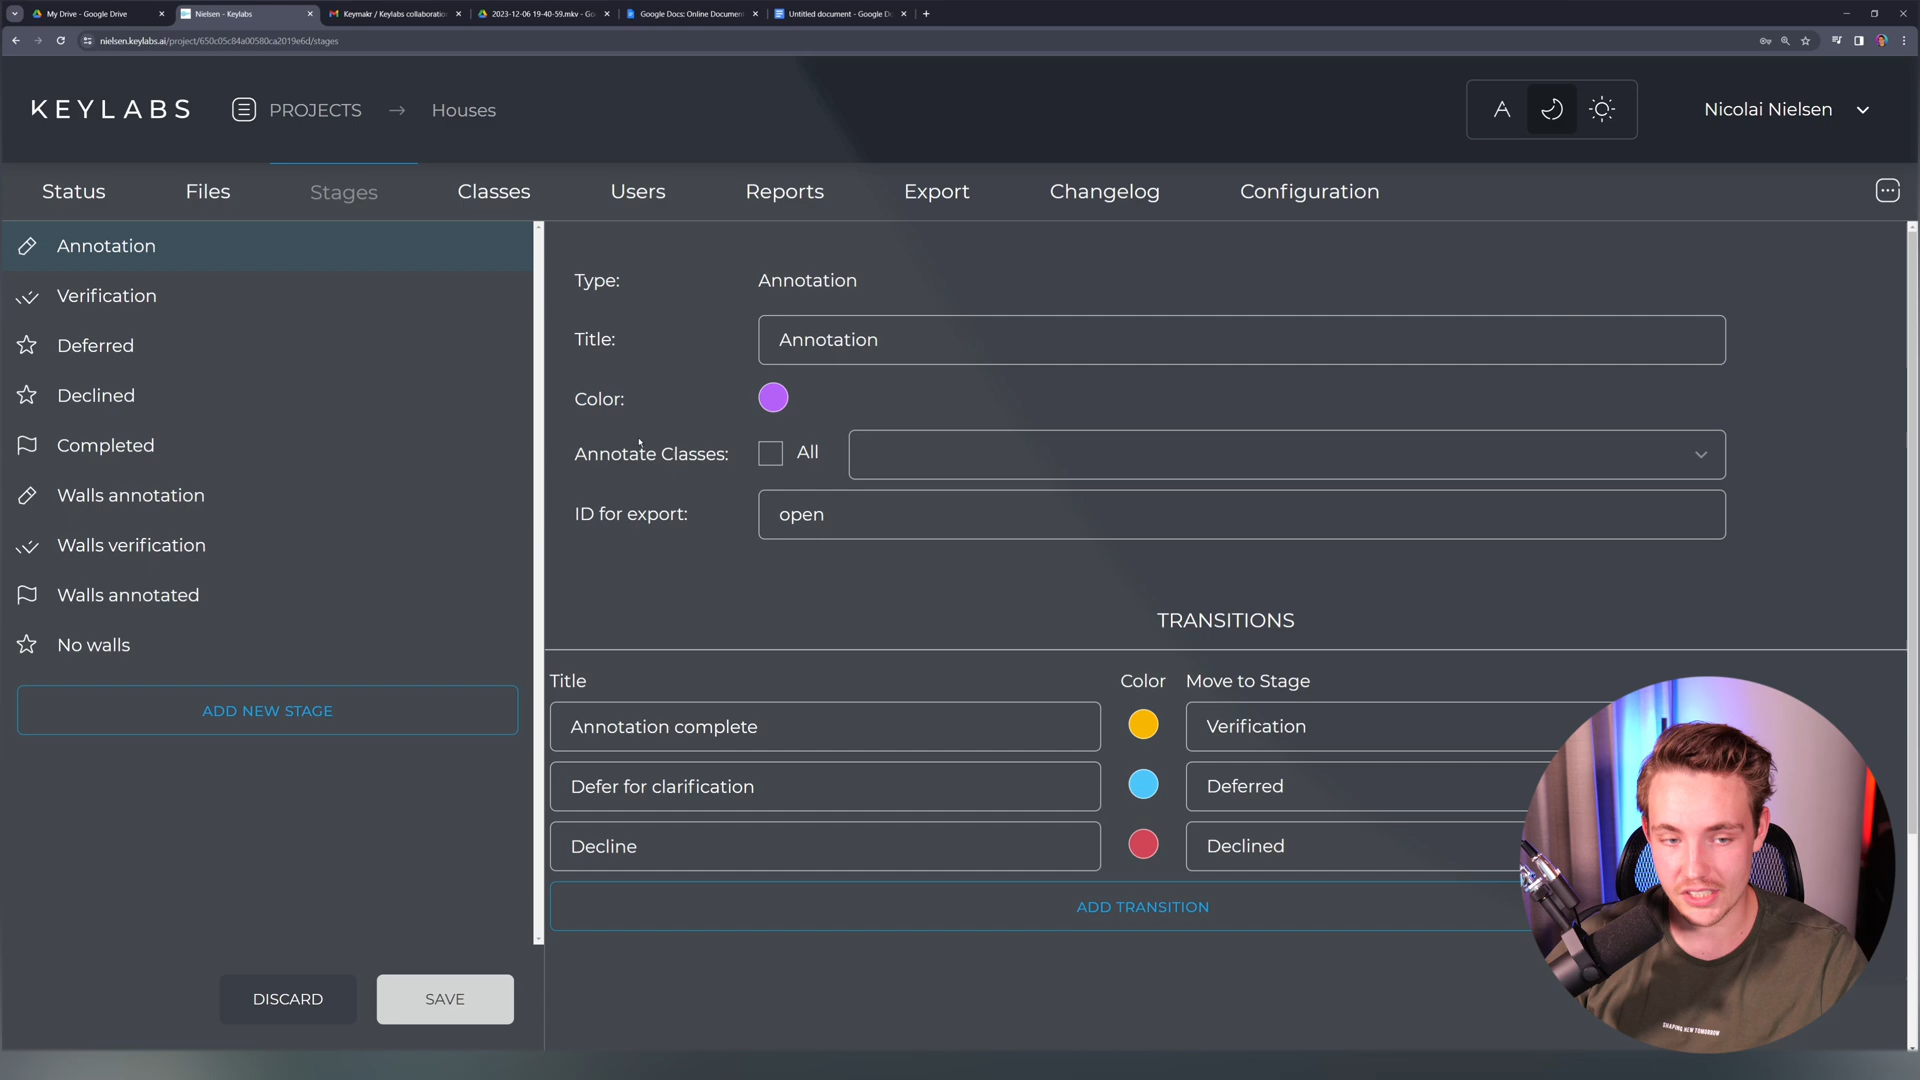 My Drive - Google Drive
Nielsen - Keylabs
Keymakr / Keylabs collaboratio
2023-12-06 19-40-59.mkv - Go
Google Docs: Online Documen
Untitled document - Google Do
nielsen.keylabs.ai/project/650c05c84a00580ca2019e6d/stages
KEYLABS
PROJECTS → Houses
A
Nicolai Nielsen
Status Files Stages Classes Users Reports Export Changelog Configuration
Annotation
Verification
Deferred
Declined
Completed
Walls annotation
Walls verification
Walls annotated
No walls
ADD NEW STAGE
DISCARD
SAVE
Type: Annotation
Title: Annotation
Color:
Annotate Classes: All
ID for export: open
TRANSITIONS
Title Color Move to Stage
Annotation complete Verification
Defer for clarification Deferred
Decline Declined
ADD TRANSITION
SHAPING NEW TOMORROW